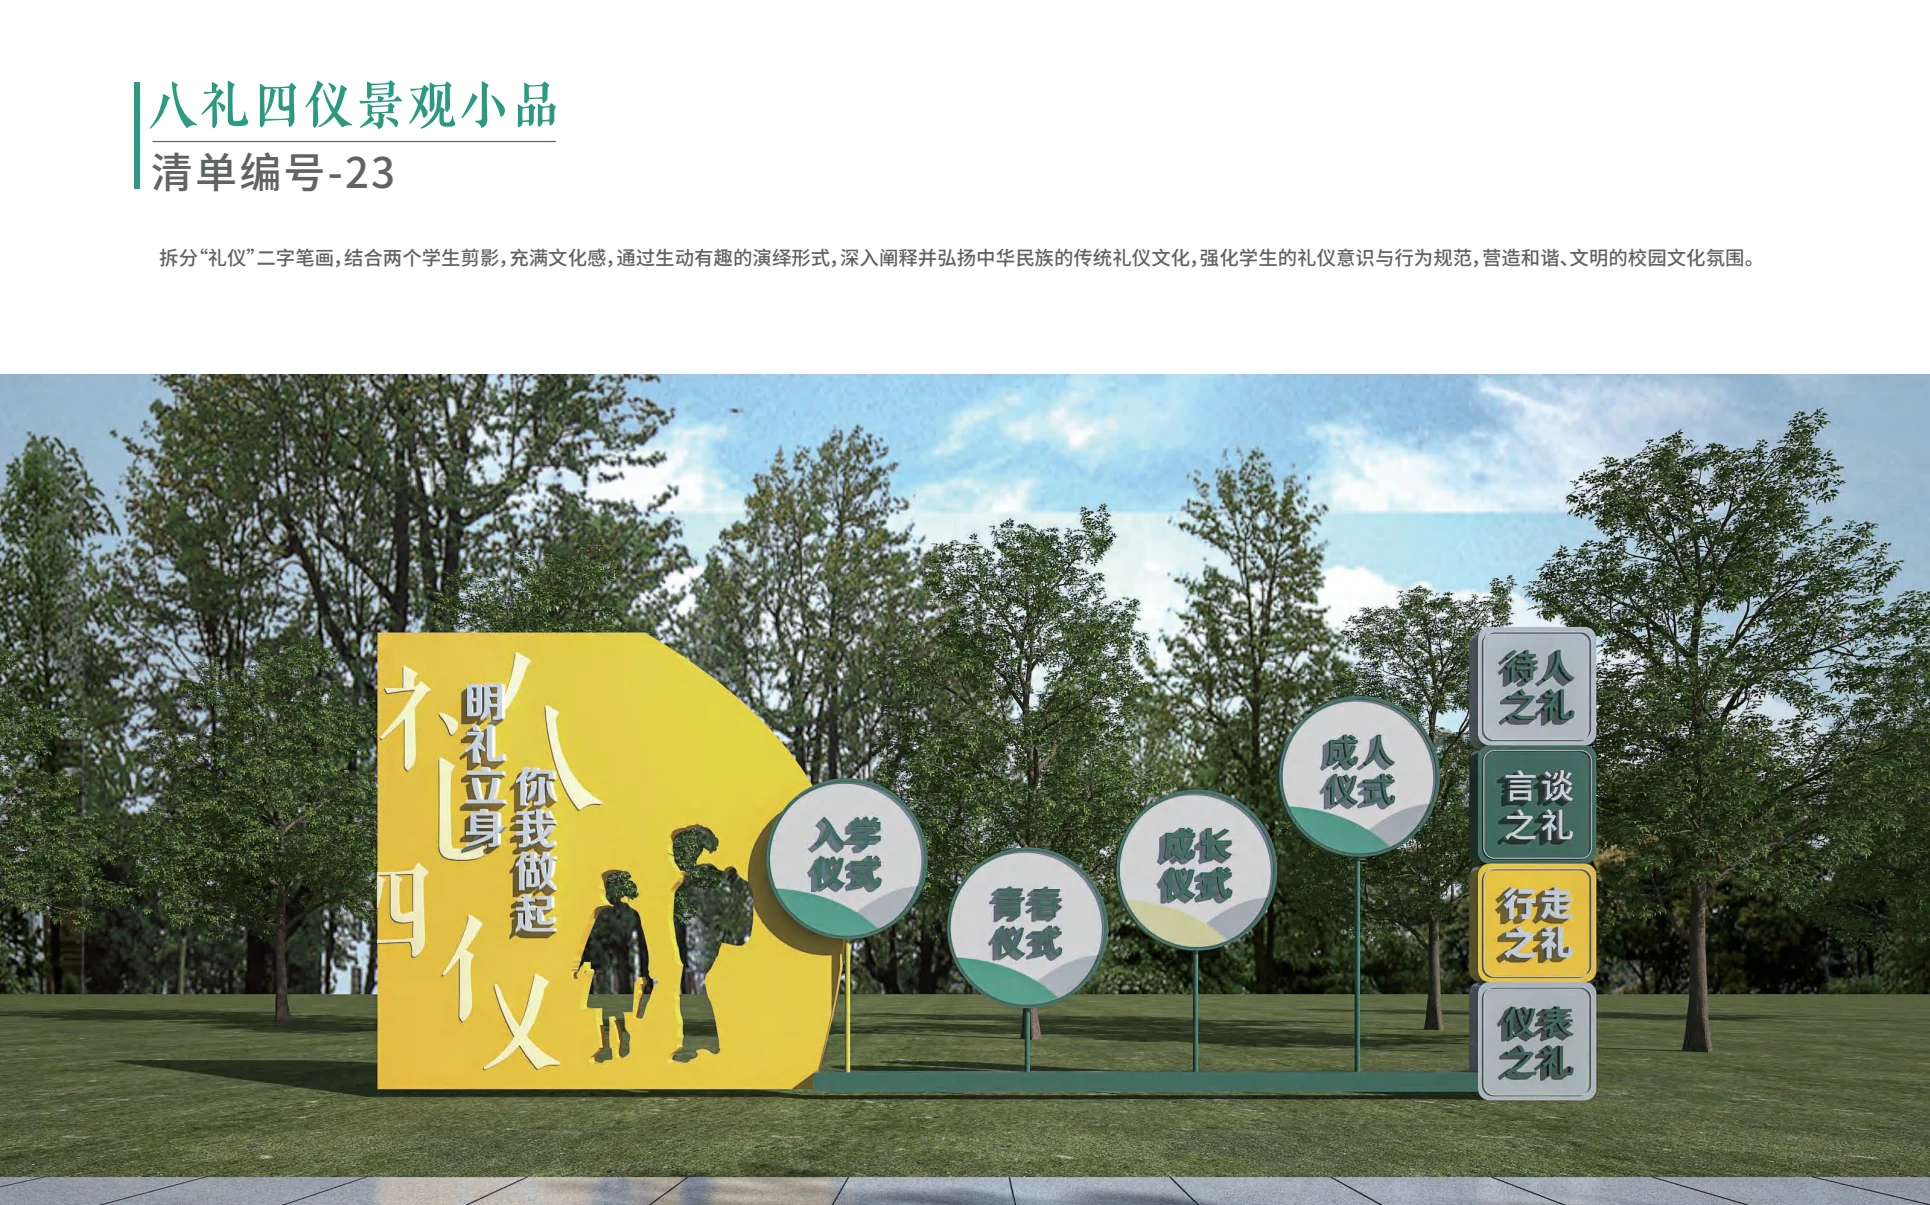 八礼四仪景观小品
清单编号-23
拆分“礼仪”二字笔画，结合两个学生剪影，充满文化感，通过生动有趣的演绎形式，深入阐释并弘扬中华民族的传统礼仪文化，强化学生的礼仪意识与行为规范，营造和谐、文明的校园文化氛围。
八礼
四仪
明礼立身
你我做起
入学
仪式
青春
仪式
成长
仪式
成人
仪式
待人
之礼
言谈
之礼
行走
之礼
仪表
之礼